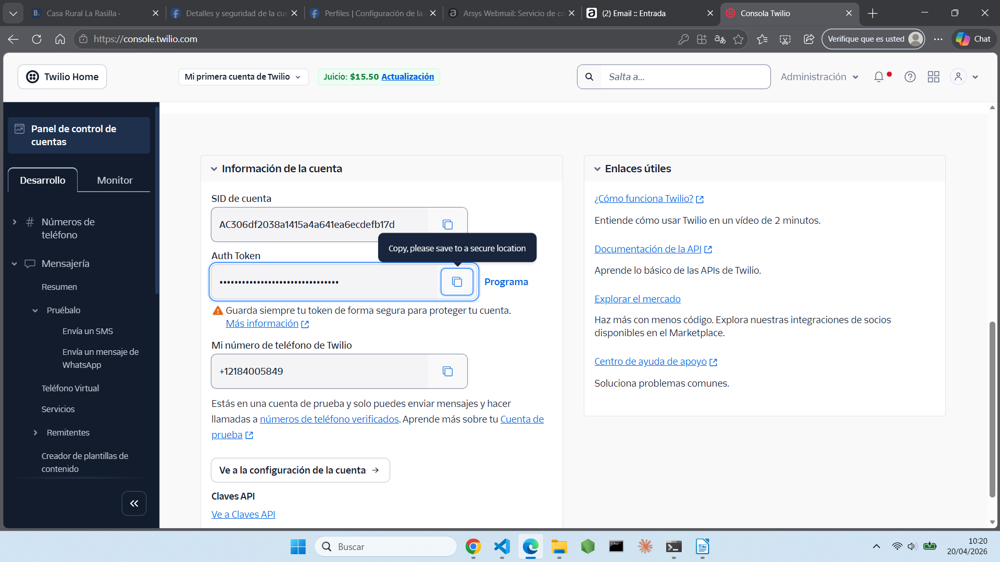 Casa Rural La Rasilla ·
Detalles y seguridad de la cue
Perfiles | Configuración de la
Arsys Webmail: Servicio de co
(2) Email :: Entrada
Consola Twilio
https://console.twilio.com
Verifique que es usted
Chat
Twilio Home
Mi primera cuenta de Twilio
Juicio: $15.50 Actualización
Salta a...
Administración
Panel de control de
cuentas
Desarrollo
Monitor
Números de
teléfono
Mensajería
Resumen
Pruébalo
Envía un SMS
Envía un mensaje de
WhatsApp
Teléfono Virtual
Servicios
Remitentes
Creador de plantillas de
contenido
Información de la cuenta
SID de cuenta
AC306df2038a1415a4a641ea6ecdefb17d
Copy, please save to a secure location
Auth Token
••••••••••••••••••••••••••••••••
Programa
Guarda siempre tu token de forma segura para proteger tu cuenta.
Más información
Mi número de teléfono de Twilio
+12184005849
Estás en una cuenta de prueba y solo puedes enviar mensajes y hacer
llamadas a números de teléfono verificados. Aprende más sobre tu Cuenta de
prueba
Ve a la configuración de la cuenta →
Claves API
Ve a Claves API
Enlaces útiles
¿Cómo funciona Twilio?
Entiende cómo usar Twilio en un vídeo de 2 minutos.
Documentación de la API
Aprende lo básico de las APIs de Twilio.
Explorar el mercado
Haz más con menos código. Explora nuestras integraciones de socios
disponibles en el Marketplace.
Centro de ayuda de apoyo
Soluciona problemas comunes.
Buscar
10:20
20/04/2026